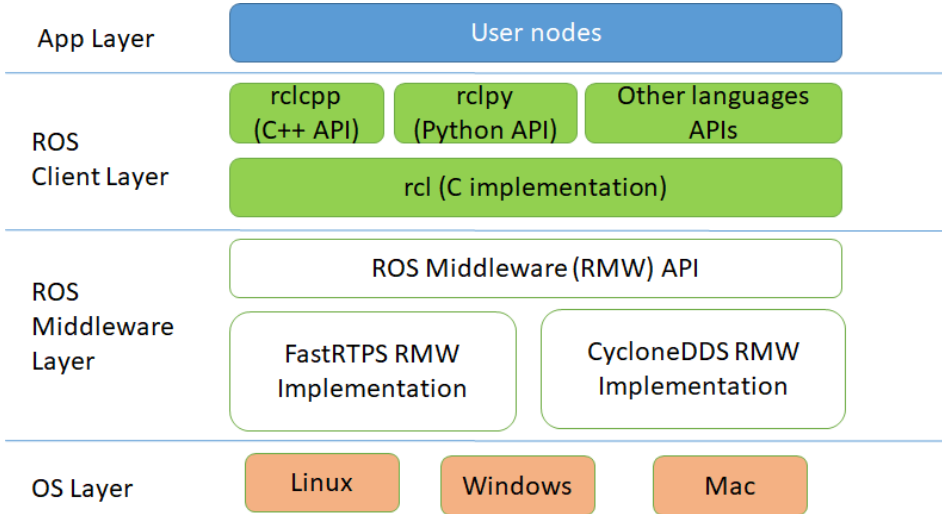 App Layer
User nodes
ROS
Client Layer
rclcpp
(C++ API)
rclpy
(Python API)
Other languages
APIs
rcl (C implementation)
ROS
Middleware
Layer
ROS Middleware (RMW) API
FastRTPS RMW
Implementation
CycloneDDS RMW
Implementation
OS Layer
Linux
Windows
Mac